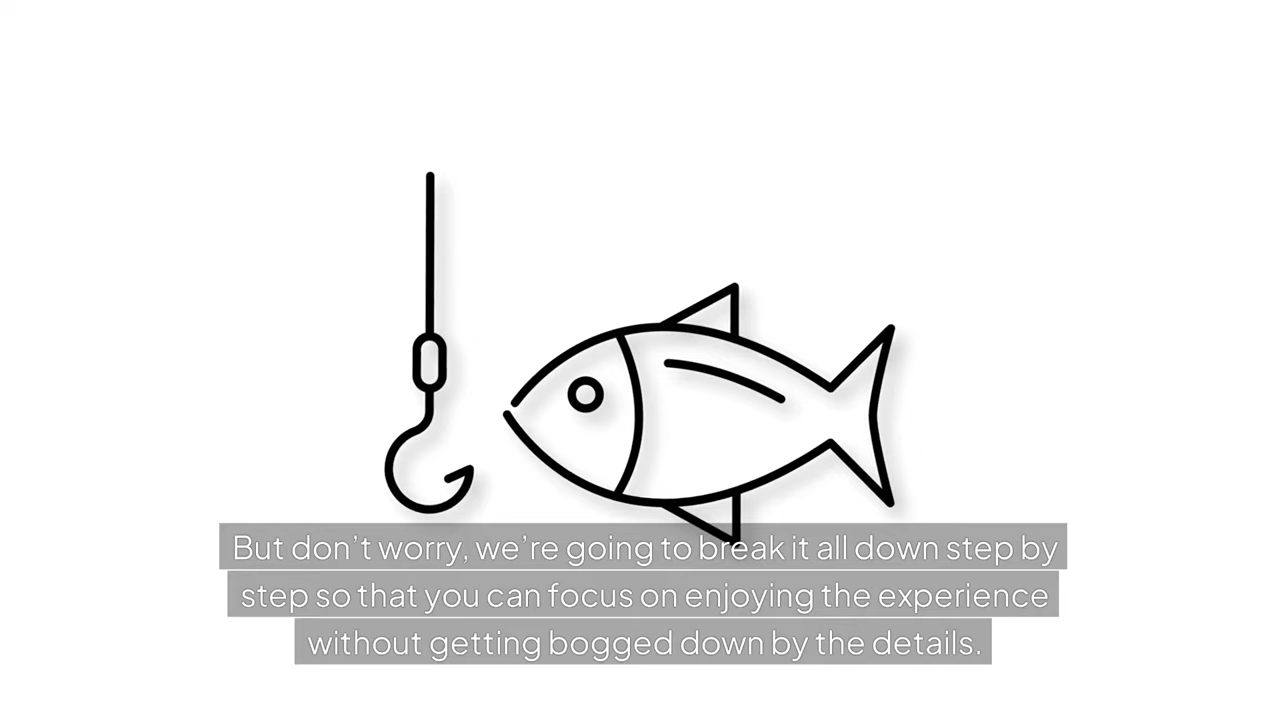 But don’t worry, we’re going to break it all down step by
step so that you can focus on enjoying the experience
without getting bogged down by the details.